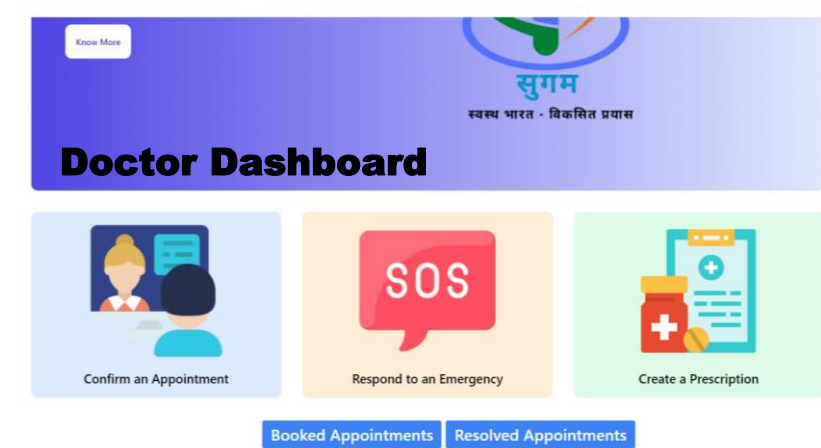 Know More
सुगम
स्वस्थ भारत - विकसित प्रयास
Doctor Dashboard
SOS
Confirm an Appointment
Respond to an Emergency
Create a Prescription
Booked Appointments
Resolved Appointments